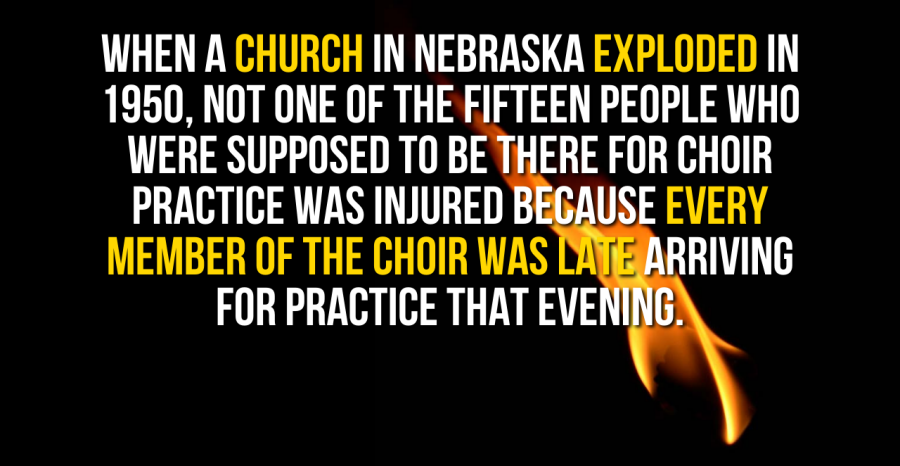 WHEN A CHURCH IN NEBRASKA EXPLODED IN
1950, NOT ONE OF THE FIFTEEN PEOPLE WHO
WERE SUPPOSED TO BE THERE FOR CHOIR
PRACTICE WAS INJURED BECAUSE EVERY
MEMBER OF THE CHOIR WAS LATE ARRIVING
FOR PRACTICE THAT EVENING.